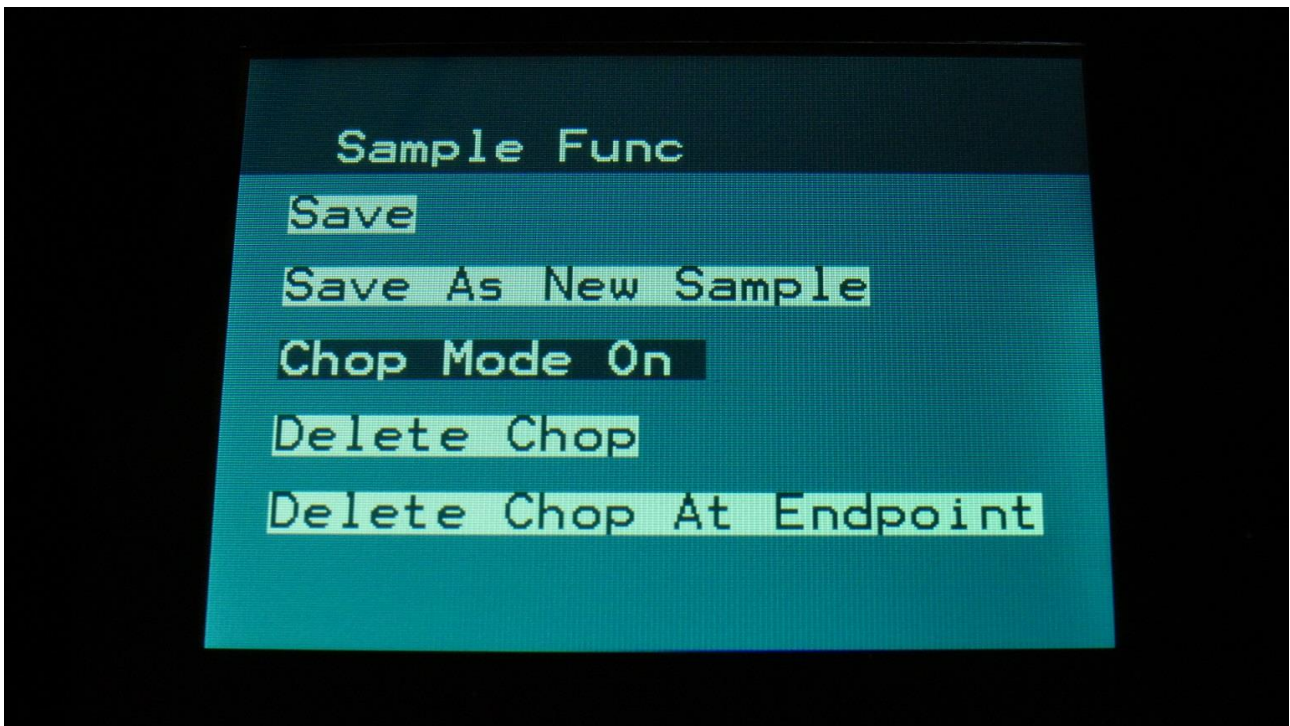 Sample Func
Save
Save As New Sample
Chop Mode On
Delete Chop
Delete Chop At Endpoint